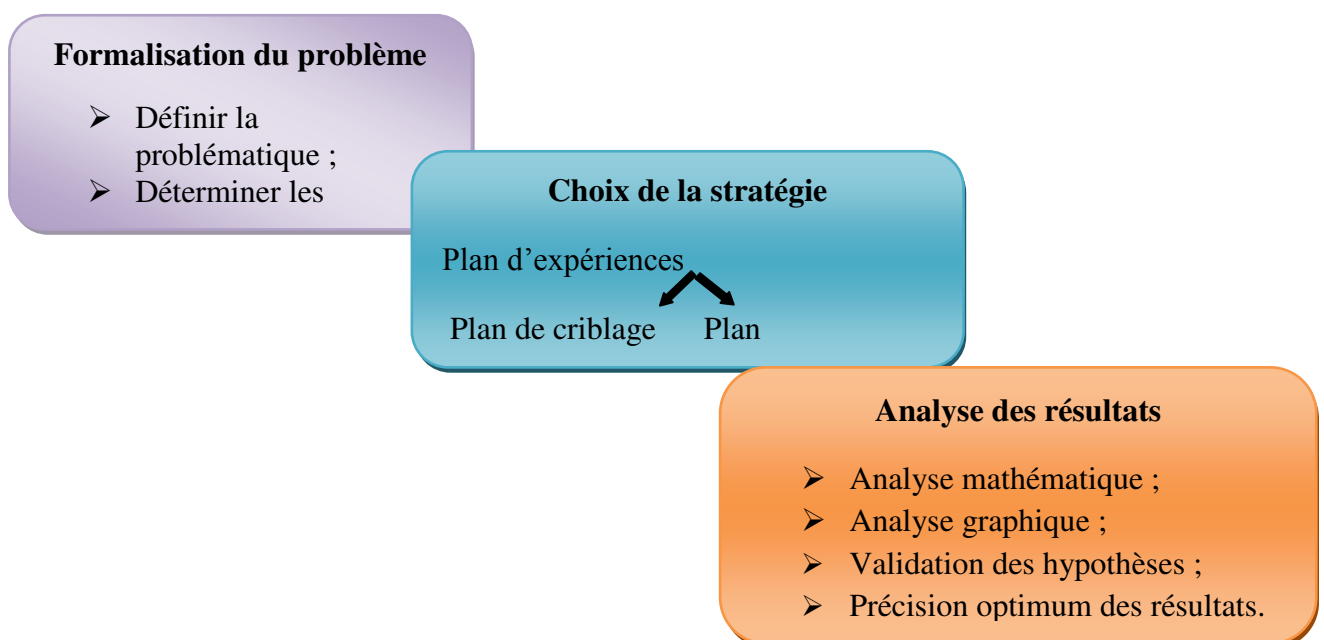 Formalisation du problème
➢ Définir la
problématique ;
➢ Déterminer les
Choix de la stratégie
Plan d’expériences
Plan de criblage Plan
Analyse des résultats
➢ Analyse mathématique ;
➢ Analyse graphique ;
➢ Validation des hypothèses ;
➢ Précision optimum des résultats.